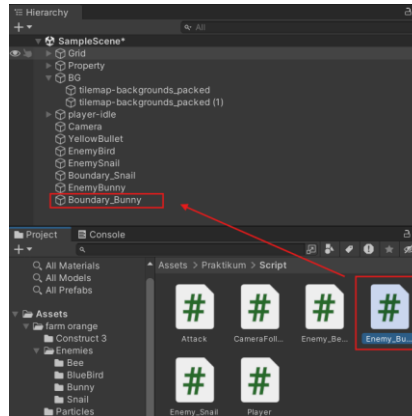 Hierarchy
All
SampleScene*
Grid
Property
BG
tilemap-backgrounds_packed
tilemap-backgrounds_packed (1)
player-idle
Camera
YellowBullet
EnemyBird
EnemySnail
Boundary_Snail
EnemyBunny
Boundary_Bunny
Project Console
All Materials
All Models
All Prefabs
Assets
farm orange
Construct 3
Enemies
Bee
BlueBird
Bunny
Snail
Particles
Assets > Praktikum > Script
Attack CameraFoll... Enemy_Be... Enemy_Bu...
Enemy_Snail Player